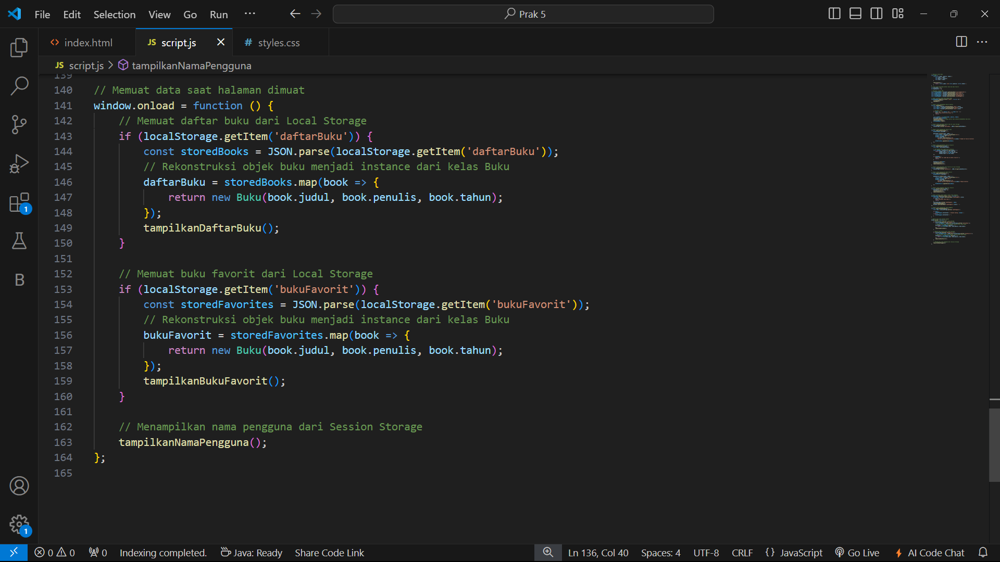 File Edit Selection View Go Run ··· Prak 5
index.html JS script.js # styles.css
JS script.js > tampilkanNamaPengguna
139
140 // Memuat data saat halaman dimuat
141 window.onload = function () {
142 // Memuat daftar buku dari Local Storage
143 if (localStorage.getItem('daftarBuku')) {
144 const storedBooks = JSON.parse(localStorage.getItem('daftarBuku'));
145 // Rekonstruksi objek buku menjadi instance dari kelas Buku
146 daftarBuku = storedBooks.map(book => {
147 return new Buku(book.judul, book.penulis, book.tahun);
148 });
149 tampilkanDaftarBuku();
150 }
151
152 // Memuat buku favorit dari Local Storage
153 if (localStorage.getItem('bukuFavorit')) {
154 const storedFavorites = JSON.parse(localStorage.getItem('bukuFavorit'));
155 // Rekonstruksi objek buku menjadi instance dari kelas Buku
156 bukuFavorit = storedFavorites.map(book => {
157 return new Buku(book.judul, book.penulis, book.tahun);
158 });
159 tampilkanBukuFavorit();
160 }
161
162 // Menampilkan nama pengguna dari Session Storage
163 tampilkanNamaPengguna();
164 };
165
1
B
1
0 0 0 Indexing completed. Java: Ready Share Code Link Ln 136, Col 40 Spaces: 4 UTF-8 CRLF {} JavaScript Go Live AI Code Chat